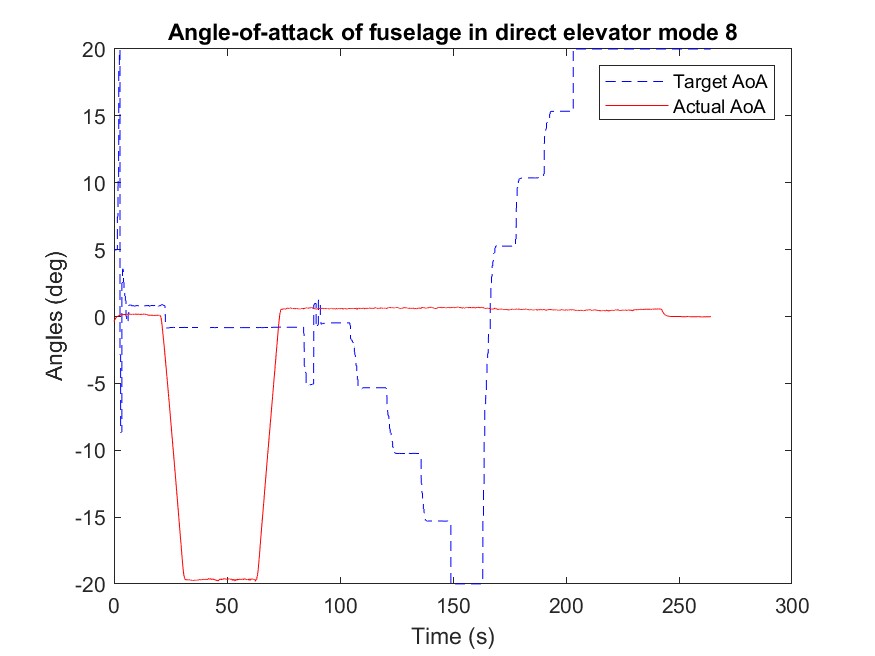 Angle-of-attack of fuselage in direct elevator mode 8
20
15
10
5
0
-5
-10
-15
-20
Angles (deg)
Target AoA
Actual AoA
0 50 100 150 200 250 300
Time (s)